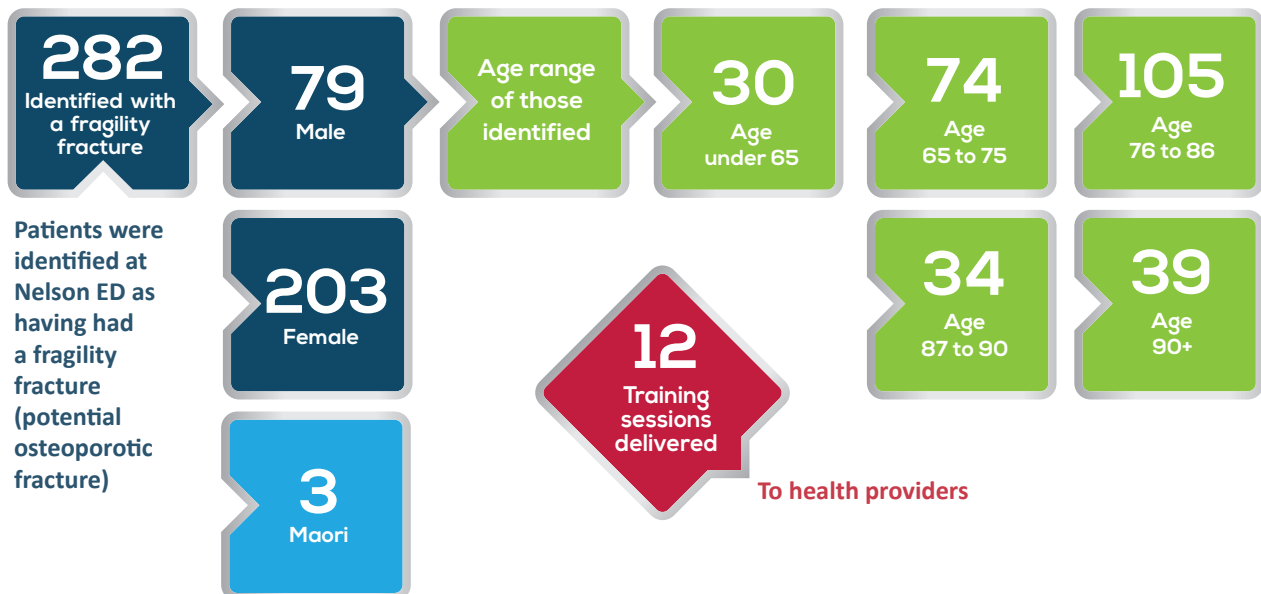 282
Identified with
a fragility
fracture
79
Male
Age range
of those
identified
30
Age
under 65
74
Age
65 to 75
105
Age
76 to 86
Patients were
identified at
Nelson ED as
having had
a fragility
fracture
(potential
osteoporotic
fracture)
203
Female
34
Age
87 to 90
39
Age
90+
12
Training
sessions
delivered
To health providers
3
Maori